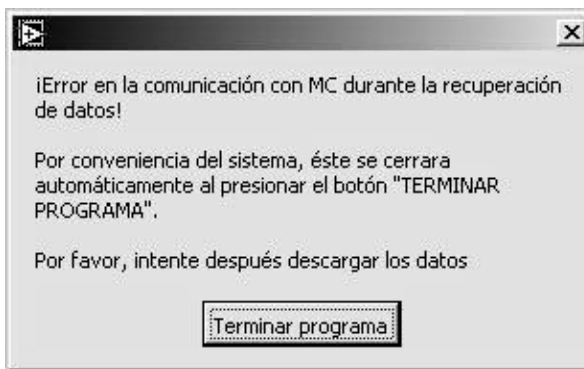 ¡Error en la comunicación con MC durante la recuperación
de datos!
Por conveniencia del sistema, éste se cerrara
automáticamente al presionar el botón "TERMINAR
PROGRAMA".
Por favor, intente después descargar los datos
Terminar programa